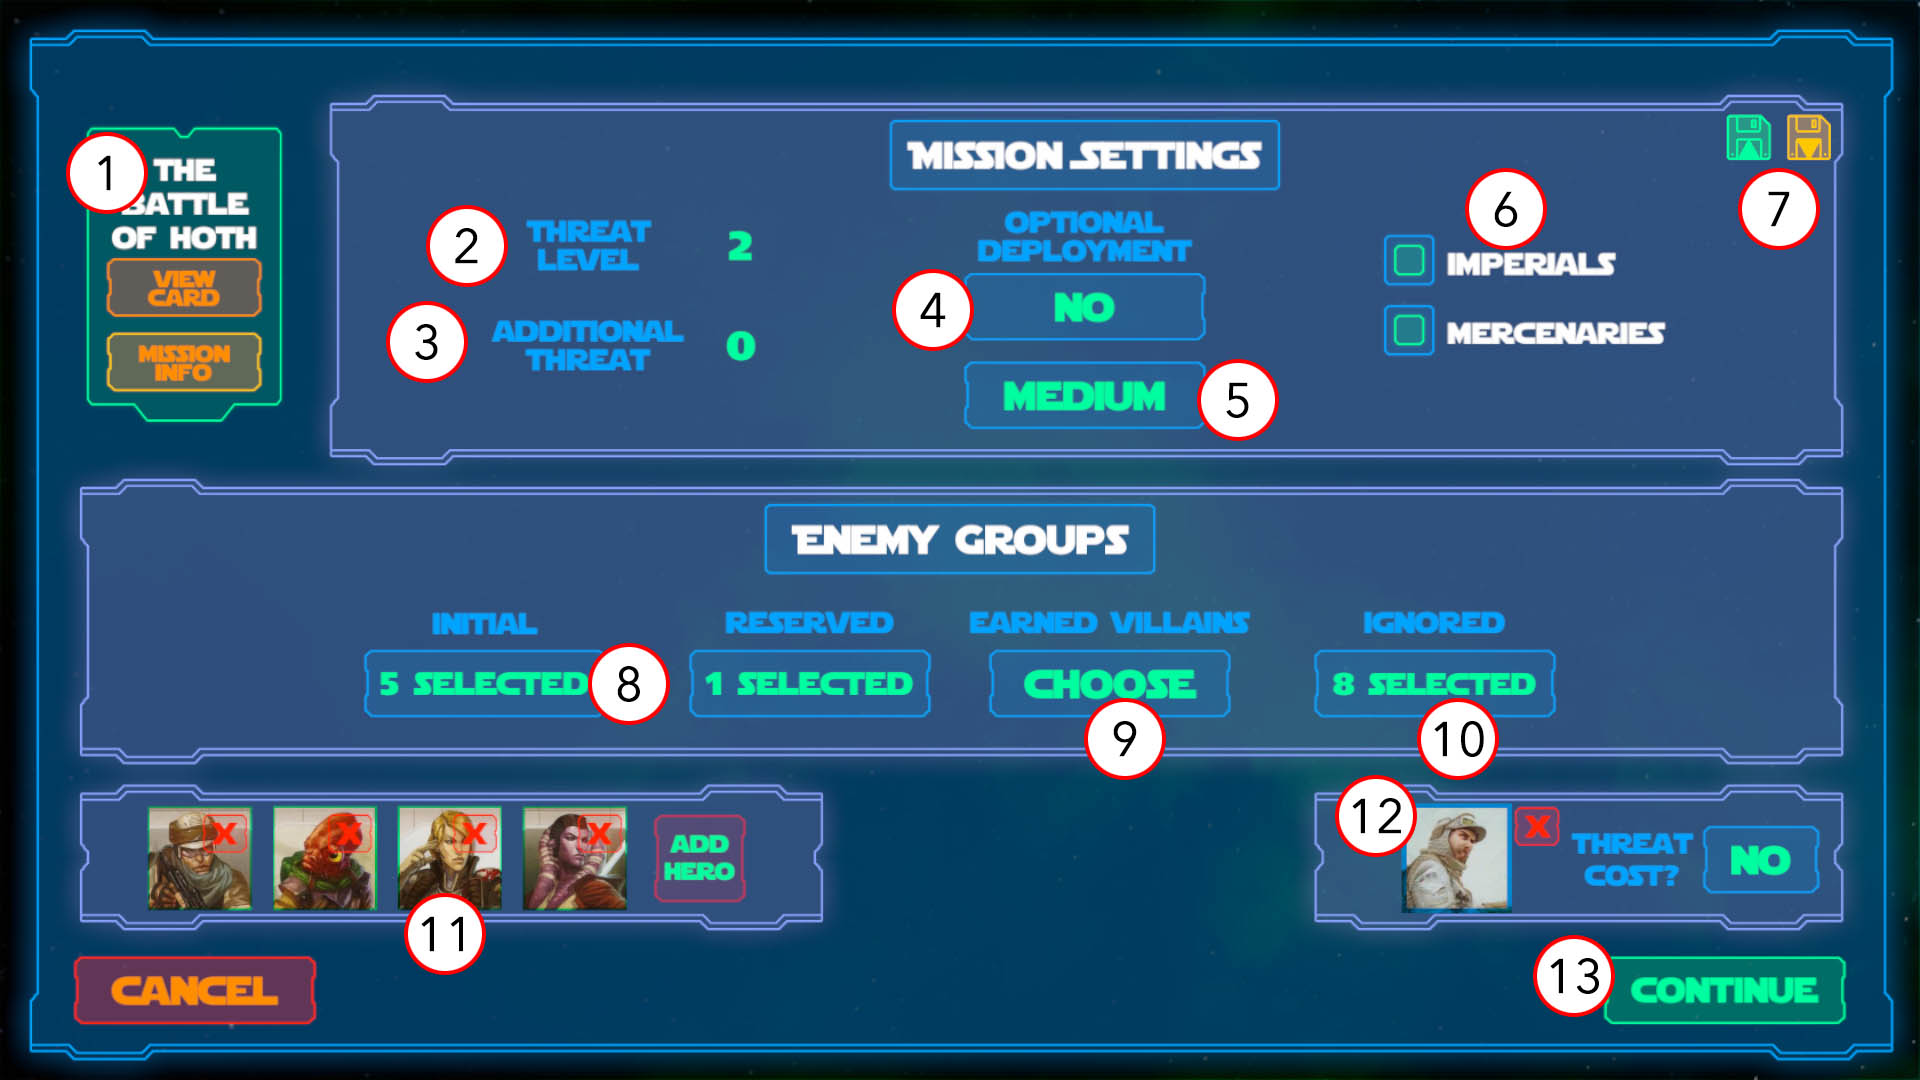 1
THE
BATTLE
OF HOTH
VIEW
CARD
MISSION
INFO
MISSION SETTINGS
2
THREAT
LEVEL
2
3
ADDITIONAL
THREAT
0
OPTIONAL
DEPLOYMENT
4
NO
MEDIUM
5
6
IMPERIALS
MERCENARIES
7
ENEMY GROUPS
INITIAL
5 SELECTED
8
RESERVED
1 SELECTED
EARNED VILLAINS
CHOOSE
9
IGNORED
8 SELECTED
10
X
X
X
X
ADD
HERO
11
12
X
THREAT
COST?
NO
CANCEL
13
CONTINUE